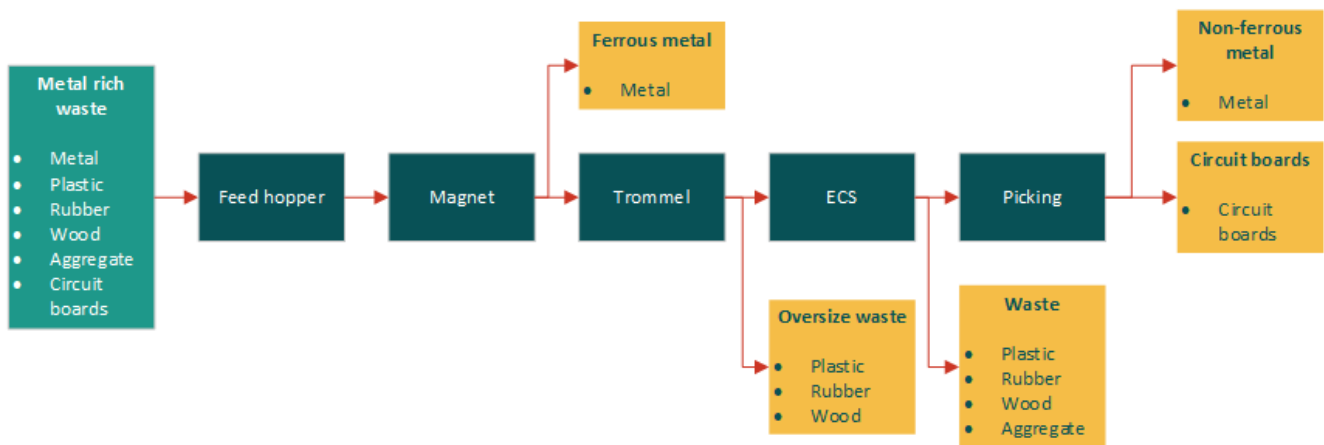 Metal rich
waste
• Metal
• Plastic
• Rubber
• Wood
• Aggregate
• Circuit
boards
Feed hopper
Magnet
Ferrous metal
• Metal
Trommel
Oversize waste
• Plastic
• Rubber
• Wood
ECS
Waste
• Plastic
• Rubber
• Wood
• Aggregate
Picking
Non-ferrous
metal
• Metal
Circuit boards
• Circuit
boards